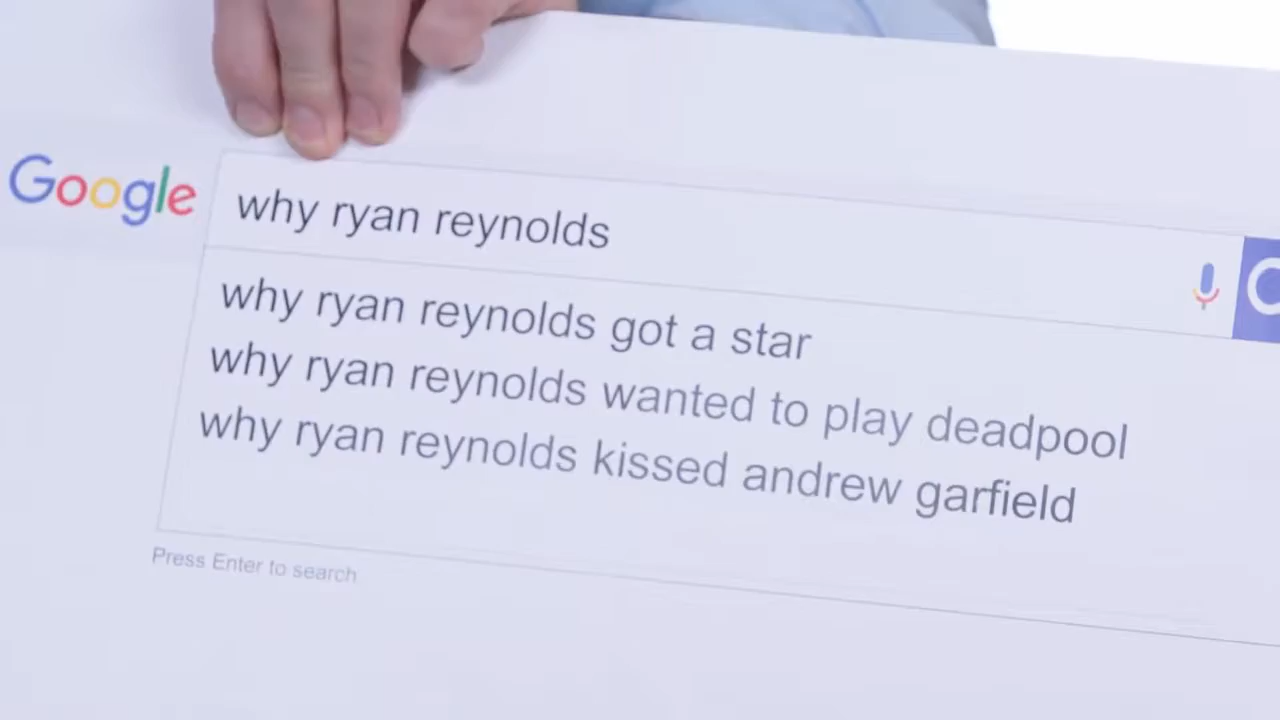 Google
why ryan reynolds
why ryan reynolds got a star
why ryan reynolds wanted to play deadpool
why ryan reynolds kissed andrew garfield
Press Enter to search